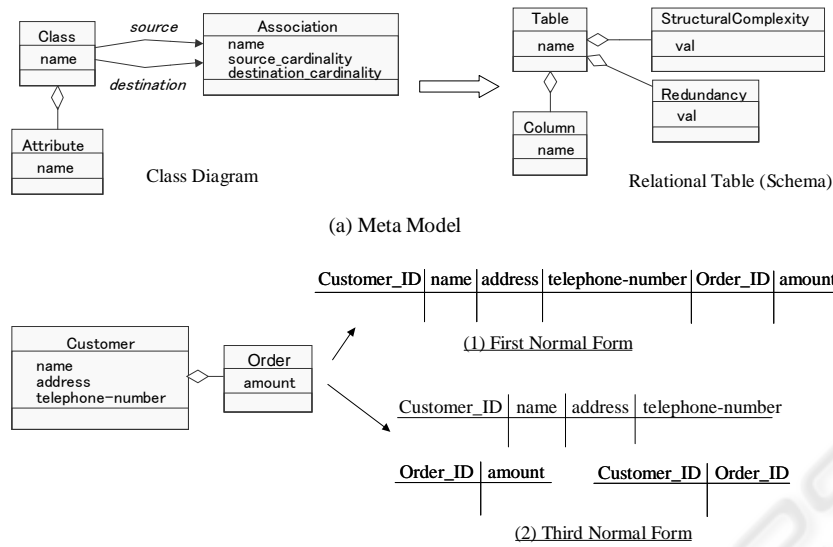 source
Class
name
destination
Association
name
source_cardinality
destination_cardinality
Attribute
name
Class Diagram
Table
name
StructuralComplexity
val
Redundancy
val
Column
name
Relational Table (Schema)
(a) Meta Model
Customer_ID name address telephone-number Order_ID amount
(1) First Normal Form
Customer
name
address
telephone-number
Order
amount
Customer_ID name address telephone-number
Order_ID amount Customer_ID Order_ID
(2) Third Normal Form